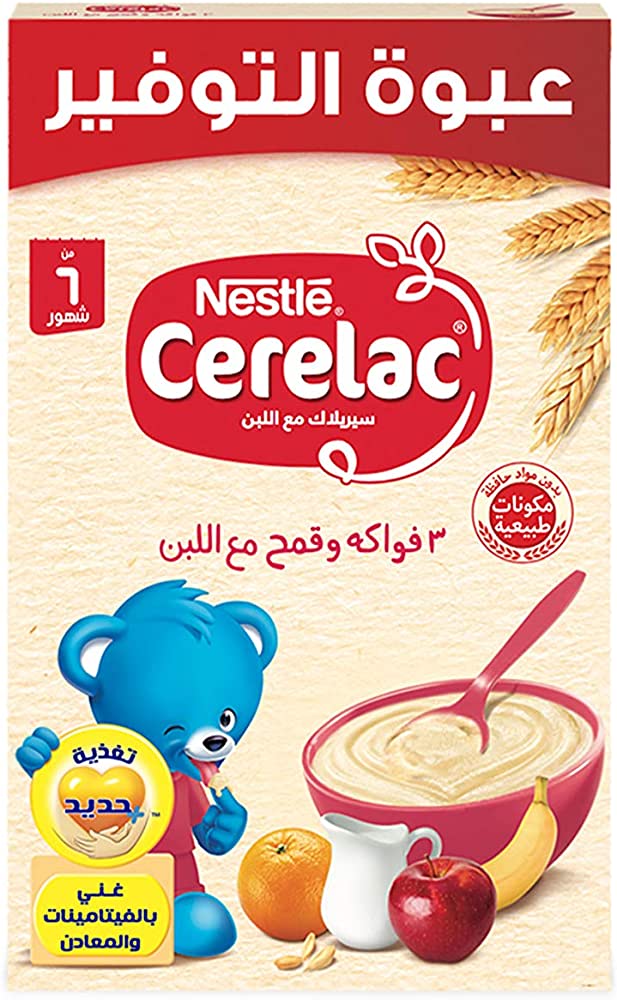 عبوة التوفير
من
٦
شهور
Nestlé®
Cerelac®
سيريلاك مع اللبن
بدون مواد حافظة
مكونات
طبيعية
٣ فواكه وقمح مع اللبن
تغذية
حديد+™
غني
بالفيتامينات
والمعادن